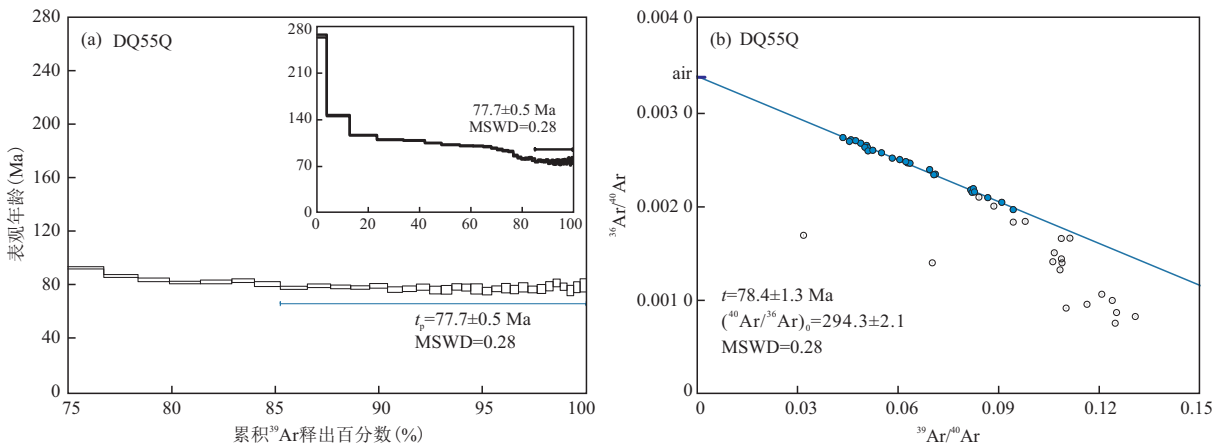 (a) DQ55Q
280
240
200
160
120
80
40
0
75
80
85
90
95
100
表观年龄(Ma)
累积³⁹Ar释出百分数(%)
tₚ=77.7±0.5 Ma
MSWD=0.28
280
210
140
70
0
0
20
40
60
80
100
77.7±0.5 Ma
MSWD=0.28
(b) DQ55Q
0.004 0
air
0.003 0
0.002 0
0.001 0
0
0
0.03
0.06
0.09
0.12
0.15
³⁶Ar/⁴⁰Ar
³⁹Ar/⁴⁰Ar
t=78.4±1.3 Ma
(⁴⁰Ar/³⁶Ar)₀=294.3±2.1
MSWD=0.28